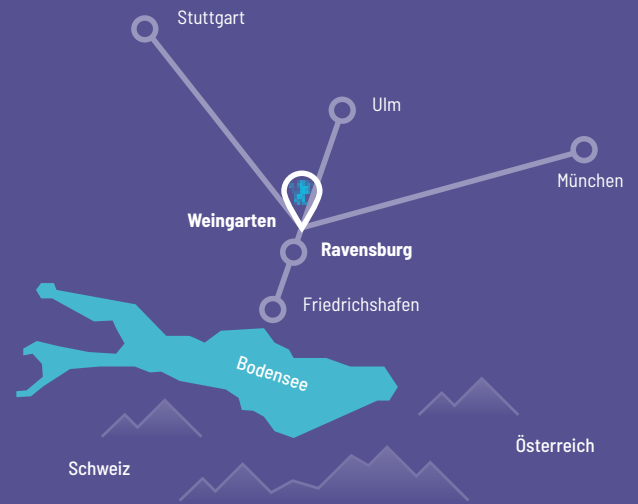 Stuttgart
Ulm
München
Weingarten
Ravensburg
Friedrichshafen
Bodensee
Österreich
Schweiz